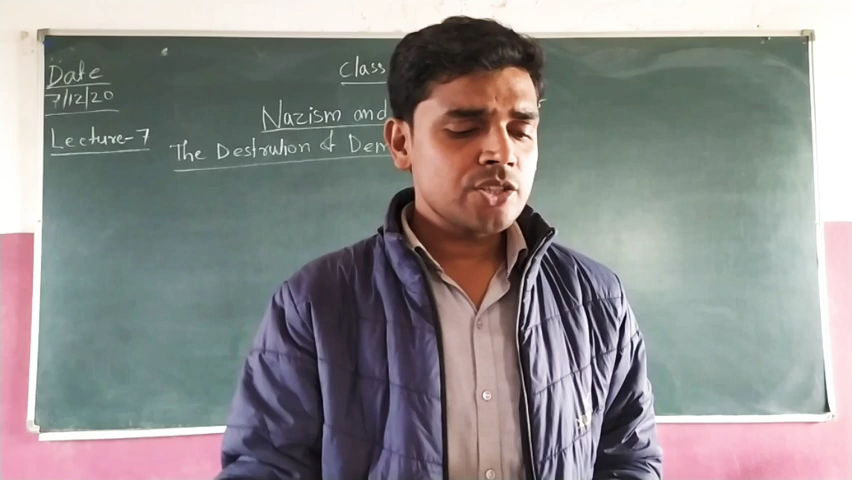 Date
7/12/20
Lecture-7
Class
Nazism and
The Destruction of Dem